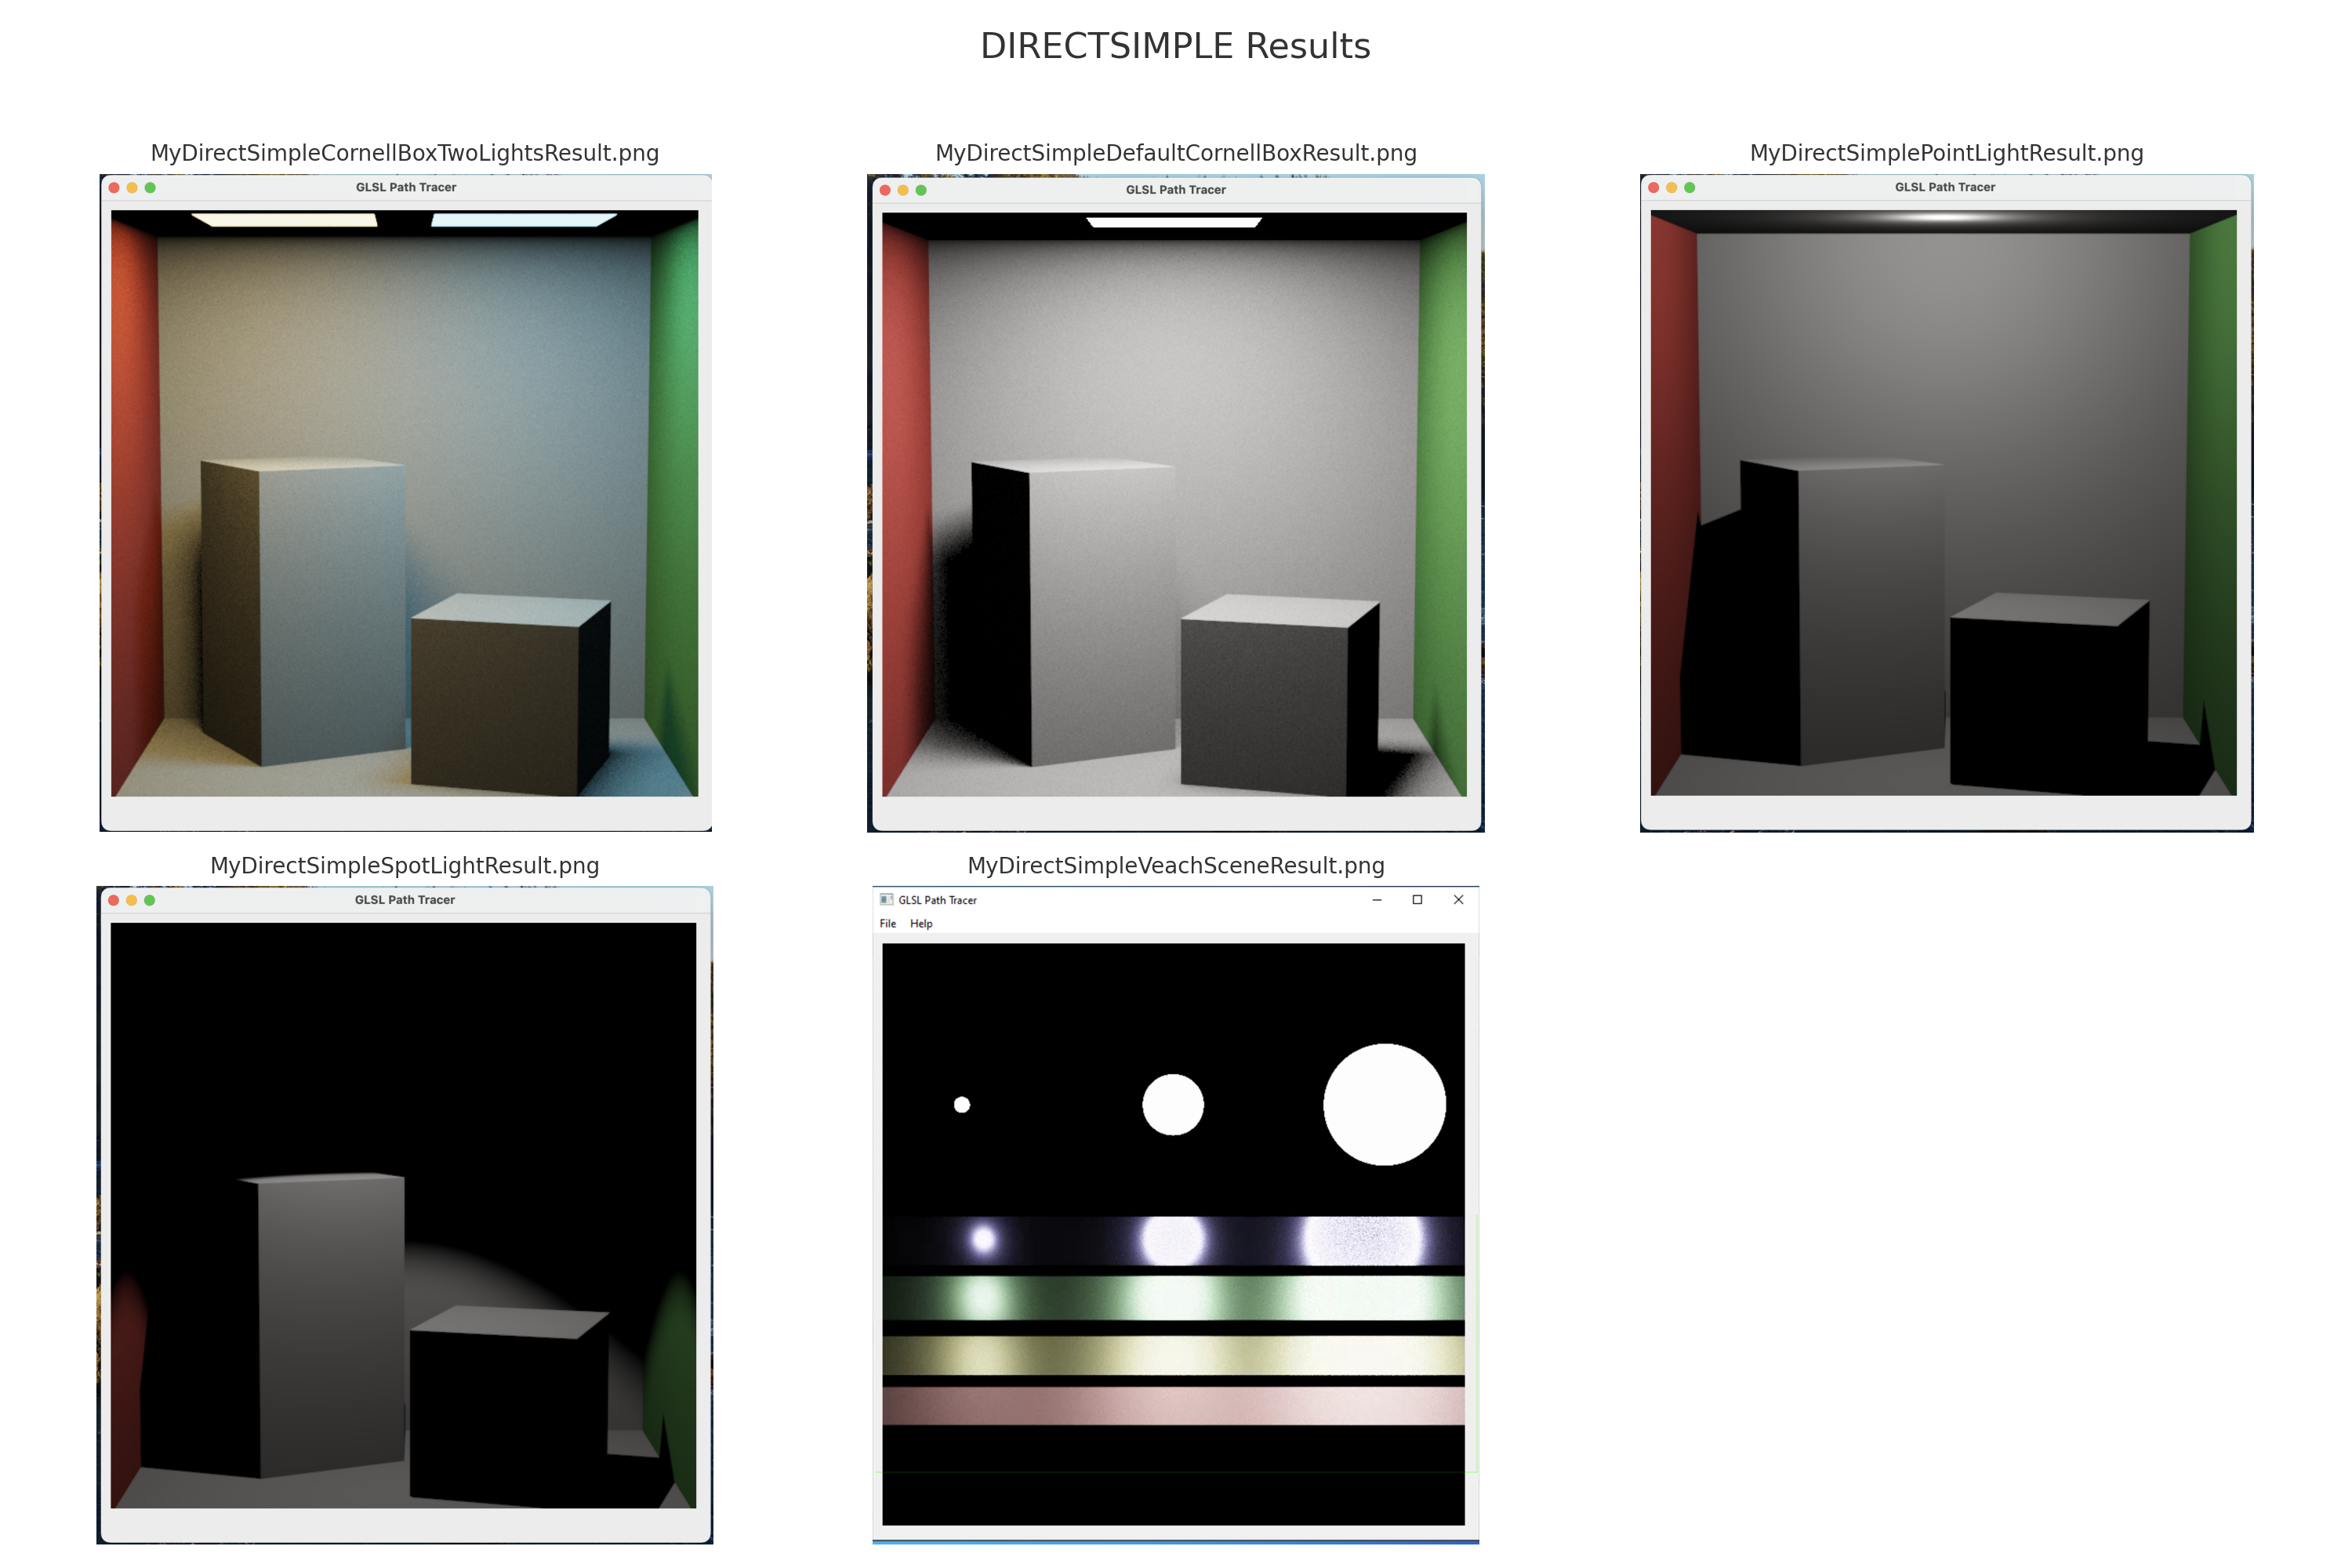 DIRECTSIMPLE Results
MyDirectSimpleCornellBoxTwoLightsResult.png
MyDirectSimpleDefaultCornellBoxResult.png
MyDirectSimplePointLightResult.png
GLSL Path Tracer
GLSL Path Tracer
GLSL Path Tracer
MyDirectSimpleSpotLightResult.png
MyDirectSimpleVeachSceneResult.png
GLSL Path Tracer
GLSL Path Tracer
File Help